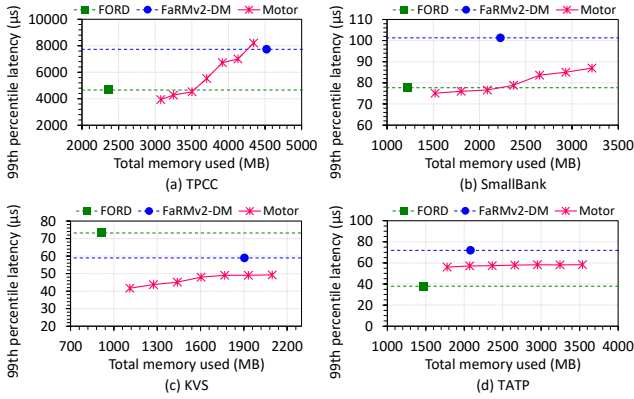 FORD FaRMv2-DM Motor
99th percentile latency (µs)
10000
8000
6000
4000
2000
2000 2500 3000 3500 4000 4500 5000
Total memory used (MB)
(a) TPCC
FORD FaRMv2-DM Motor
99th percentile latency (µs)
110
100
90
80
70
60
1000 1500 2000 2500 3000 3500
Total memory used (MB)
(b) SmallBank
FORD FaRMv2-DM Motor
99th percentile latency (µs)
80
70
60
50
40
30
20
700 1000 1300 1600 1900 2200
Total memory used (MB)
(c) KVS
FORD FaRMv2-DM Motor
99th percentile latency (µs)
100
80
60
40
20
0
1000 1500 2000 2500 3000 3500 4000
Total memory used (MB)
(d) TATP